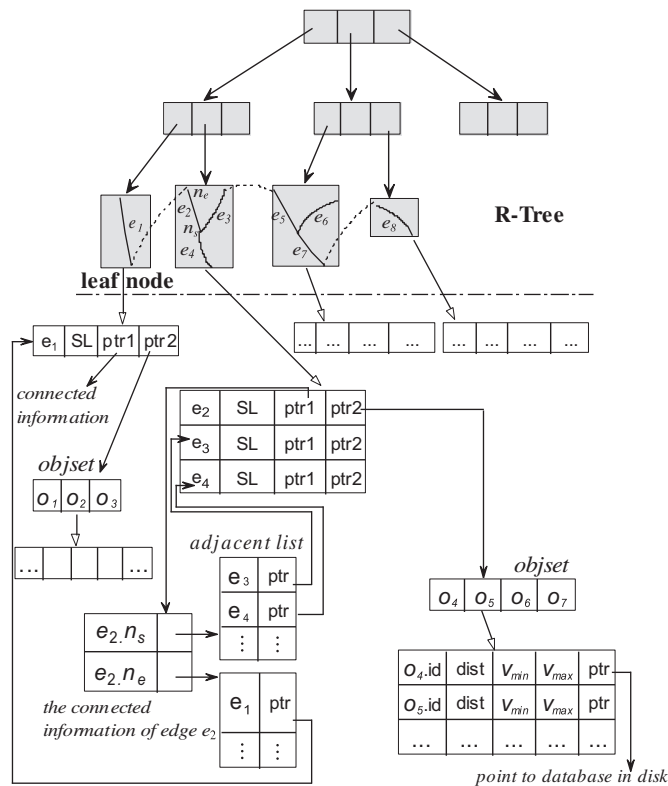 n_e
e_1
e_2
e_3
n_s
e_4
e_5
e_6
e_7
e_8
R-Tree
leaf node
e_1 SL ptr1 ptr2
... ... ... ...
... ... ... ...
connected
information
e_2 SL ptr1 ptr2
e_3 SL ptr1 ptr2
e_4 SL ptr1 ptr2
objset
o_1 o_2 o_3
... ...
adjacent list
e_3 ptr
e_4 ptr
⋮ ⋮
e_2.n_s
e_2.n_e
e_1 ptr
⋮ ⋮
the connected
information of edge e_2
objset
o_4 o_5 o_6 o_7
o_4.id dist v_min v_max ptr
o_5.id dist v_min v_max ptr
... ... ... ... ...
point to database in disk